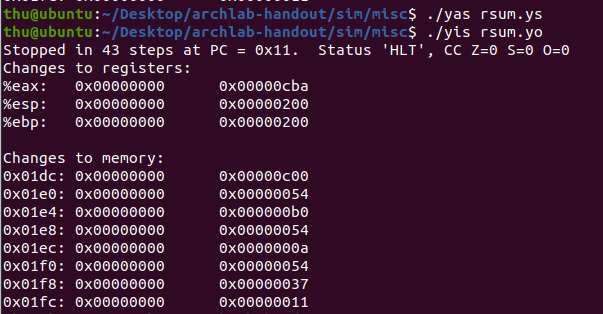 thu@ubuntu:~/Desktop/archlab-handout/sim/misc$ ./yas rsum.ys
thu@ubuntu:~/Desktop/archlab-handout/sim/misc$ ./yis rsum.yo
Stopped in 43 steps at PC = 0x11.  Status 'HLT', CC Z=0 S=0 O=0
Changes to registers:
%eax:   0x00000000      0x00000cba
%esp:   0x00000000      0x00000200
%ebp:   0x00000000      0x00000200

Changes to memory:
0x01dc: 0x00000000      0x00000c00
0x01e0: 0x00000000      0x00000054
0x01e4: 0x00000000      0x000000b0
0x01e8: 0x00000000      0x00000054
0x01ec: 0x00000000      0x0000000a
0x01f0: 0x00000000      0x00000054
0x01f8: 0x00000000      0x00000037
0x01fc: 0x00000000      0x00000011